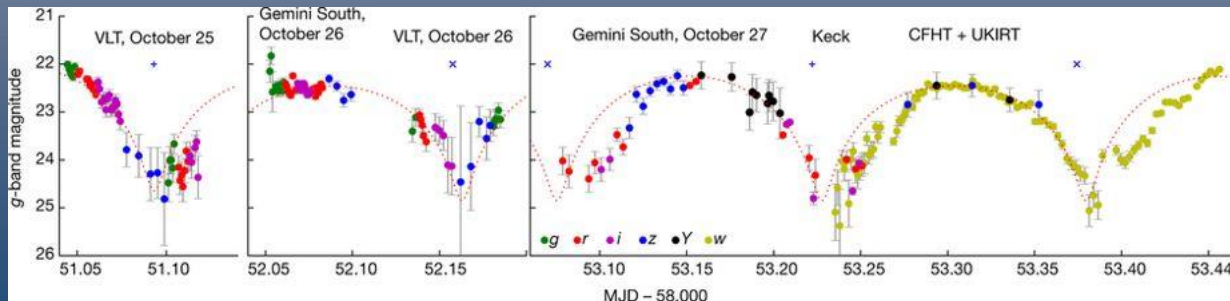 21
22
23
24
25
26
g-band magnitude
VLT, October 25
Gemini South,
October 26
VLT, October 26
Gemini South, October 27
Keck
CFHT + UKIRT
g r i z Y w
51.05 51.10 52.05 52.10 52.15 53.10 53.15 53.20 53.25 53.30 53.35 53.40 53.44
MJD – 58,000